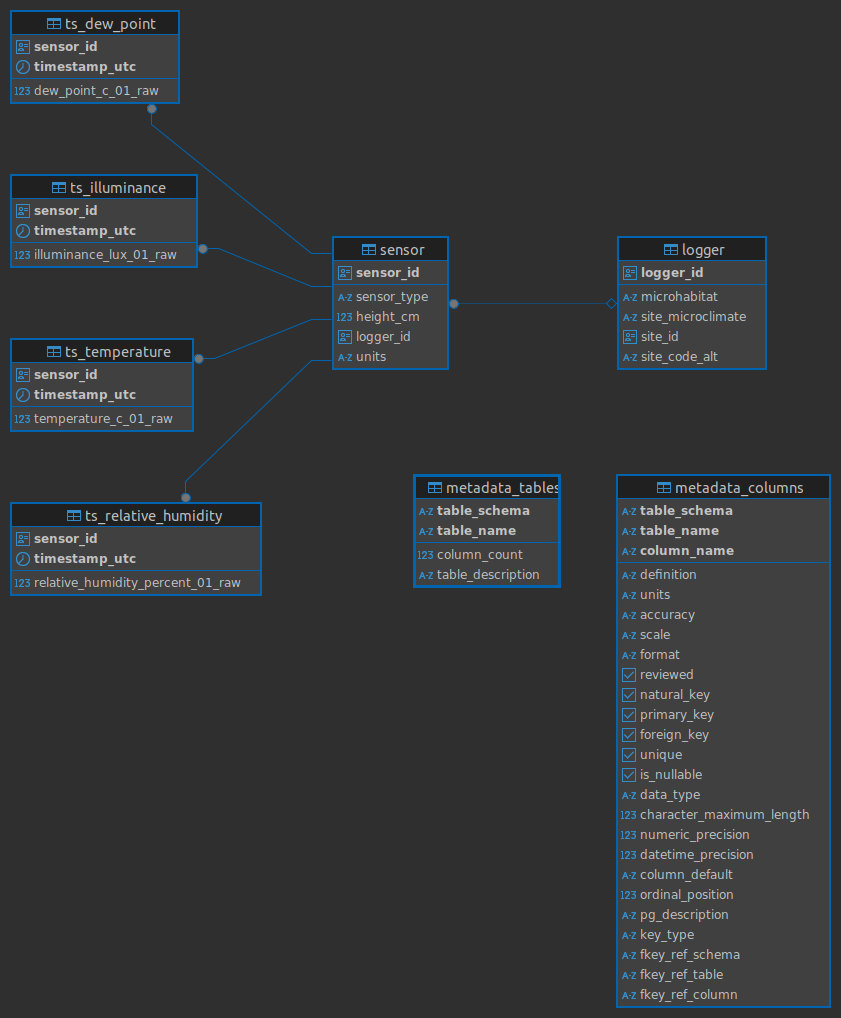 ts_dew_point
sensor_id
timestamp_utc
123 dew_point_c_01_raw
ts_illuminance
sensor_id
timestamp_utc
123 illuminance_lux_01_raw
ts_temperature
sensor_id
timestamp_utc
123 temperature_c_01_raw
ts_relative_humidity
sensor_id
timestamp_utc
123 relative_humidity_percent_01_raw
sensor
sensor_id
A-Z sensor_type
123 height_cm
logger_id
A-Z units
logger
logger_id
A-Z microhabitat
A-Z site_microclimate
site_id
A-Z site_code_alt
metadata_tables
A-Z table_schema
A-Z table_name
123 column_count
A-Z table_description
metadata_columns
A-Z table_schema
A-Z table_name
A-Z column_name
A-Z definition
A-Z units
A-Z accuracy
A-Z scale
A-Z format
reviewed
natural_key
primary_key
foreign_key
unique
is_nullable
A-Z data_type
123 character_maximum_length
123 numeric_precision
123 datetime_precision
A-Z column_default
123 ordinal_position
A-Z pg_description
A-Z key_type
A-Z fkey_ref_schema
A-Z fkey_ref_table
A-Z fkey_ref_column